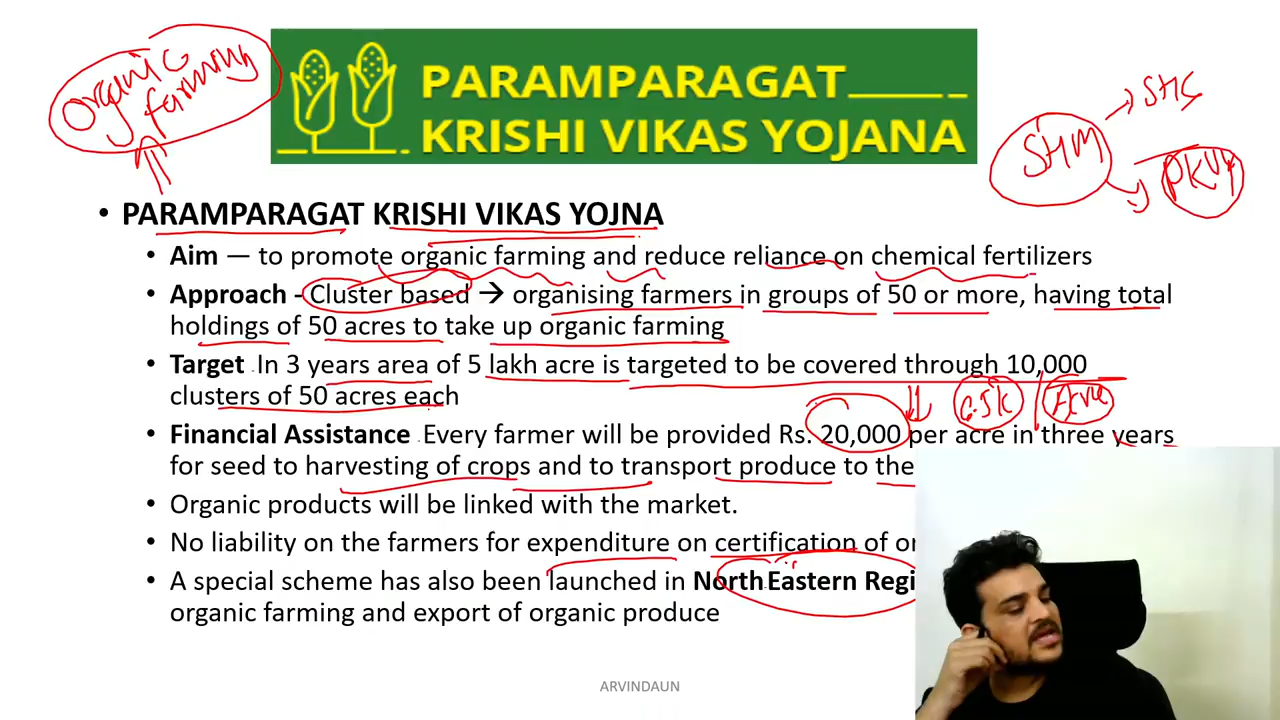 organic
farming
PARAMPARAGAT
KRISHI VIKAS YOJANA
SHM
SHS
PKVY
• PARAMPARAGAT KRISHI VIKAS YOJNA
• Aim — to promote organic farming and reduce reliance on chemical fertilizers
• Approach - Cluster based → organising farmers in groups of 50 or more, having total
holdings of 50 acres to take up organic farming
• Target In 3 years area of 5 lakh acre is targeted to be covered through 10,000
clusters of 50 acres each
• Financial Assistance Every farmer will be provided Rs. 20,000 per acre in three years
for seed to harvesting of crops and to transport produce to the
• Organic products will be linked with the market.
• No liability on the farmers for expenditure on certification of
• A special scheme has also been launched in North Eastern
organic farming and export of organic produce
ARVINDAUN